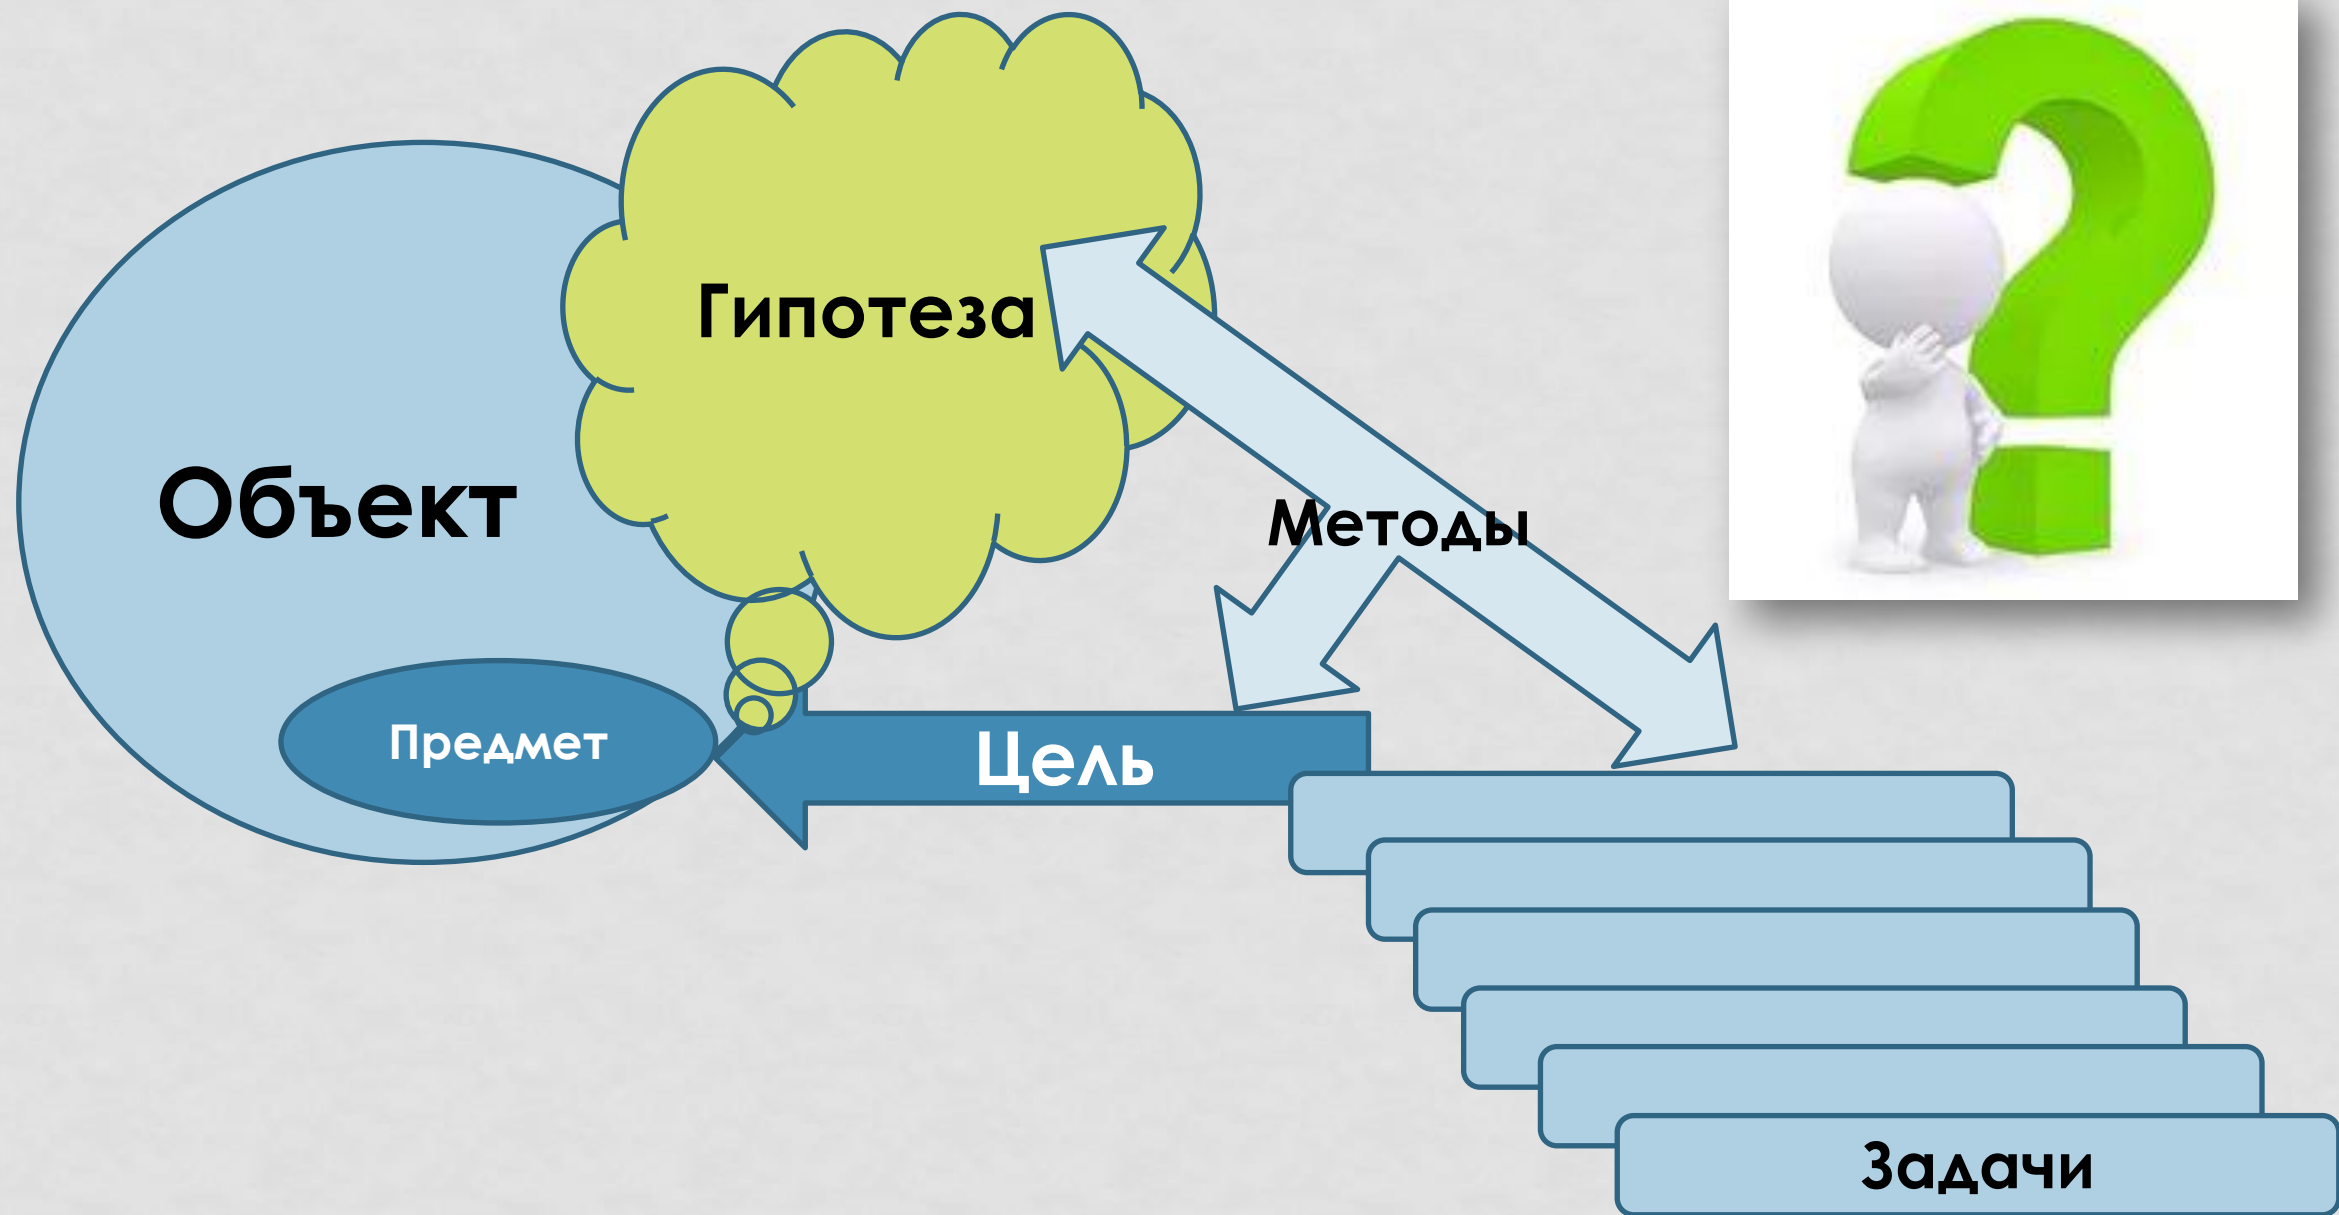 Гипотеза
Объект
Методы
Предмет
Цель
Задачи